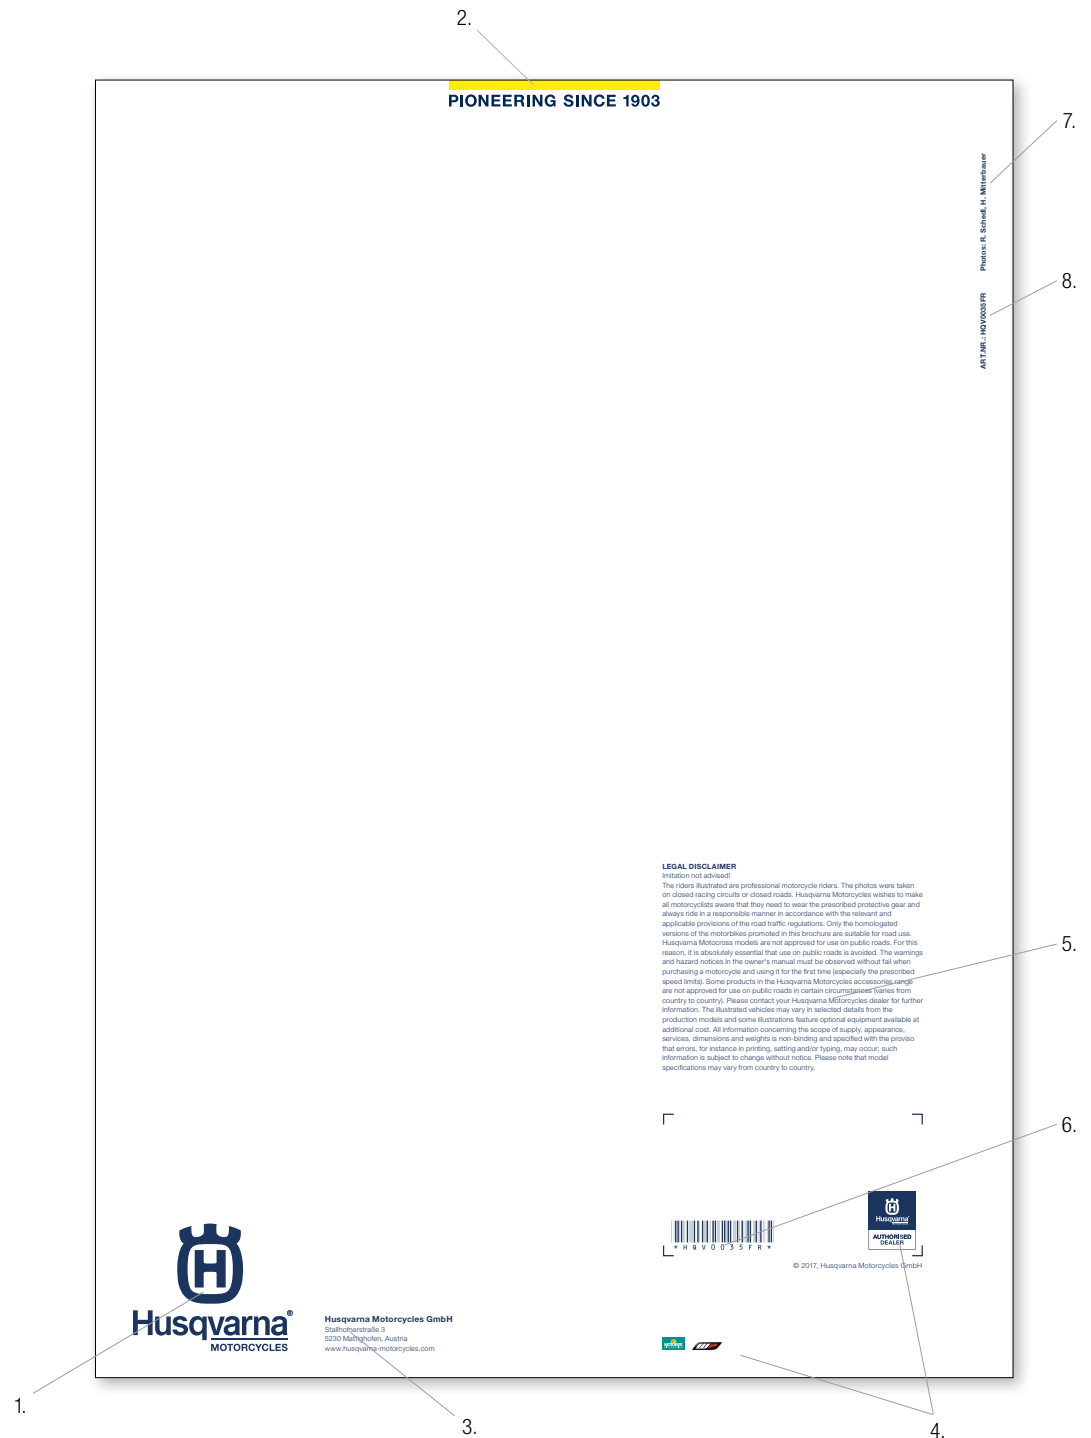 2.
PIONEERING SINCE 1903
7.
Photos: R. Schedl, H. Mitterbauer
8.
ART.NR.: HQV0035FR
LEGAL DISCLAIMER
Imitation not advised!
The riders illustrated are professional motorcycle riders. The photos were taken
on closed racing circuits or closed roads. Husqvarna Motorcycles wishes to make
all motorcyclists aware that they need to wear the prescribed protective gear and
always ride in a responsible manner in accordance with the relevant and
applicable provisions of the road traffic regulations. Only the homologated
versions of the motorbikes promoted in this brochure are suitable for road use.
Husqvarna Motocross models are not approved for use on public roads. For this
reason, it is absolutely essential that use on public roads is avoided. The warnings
and hazard notices in the owner's manual must be observed without fail when
purchasing a motorcycle and using it for the first time (especially the prescribed
speed limits). Some products in the Husqvarna Motorcycles accessories range
are not approved for use on public roads in certain circumstances (varies from
country to country). Please contact your Husqvarna Motorcycles dealer for further
information. The illustrated vehicles may vary in selected details from the
production models and some illustrations feature optional equipment available at
additional cost. All information concerning the scope of supply, appearance,
services, dimensions and weights is non-binding and specified with the proviso
that errors, for instance in printing, setting and/or typing, may occur; such
information is subject to change without notice. Please note that model
specifications may vary from country to country.
5.
6.
Husqvarna
AUTHORISED
DEALER
*HQV0035FR*
© 2017, Husqvarna Motorcycles GmbH
Husqvarna®
MOTORCYCLES
Husqvarna Motorcycles GmbH
Stallhofnerstraße 3
5230 Mattighofen, Austria
www.husqvarna-motorcycles.com
1.
3.
4.